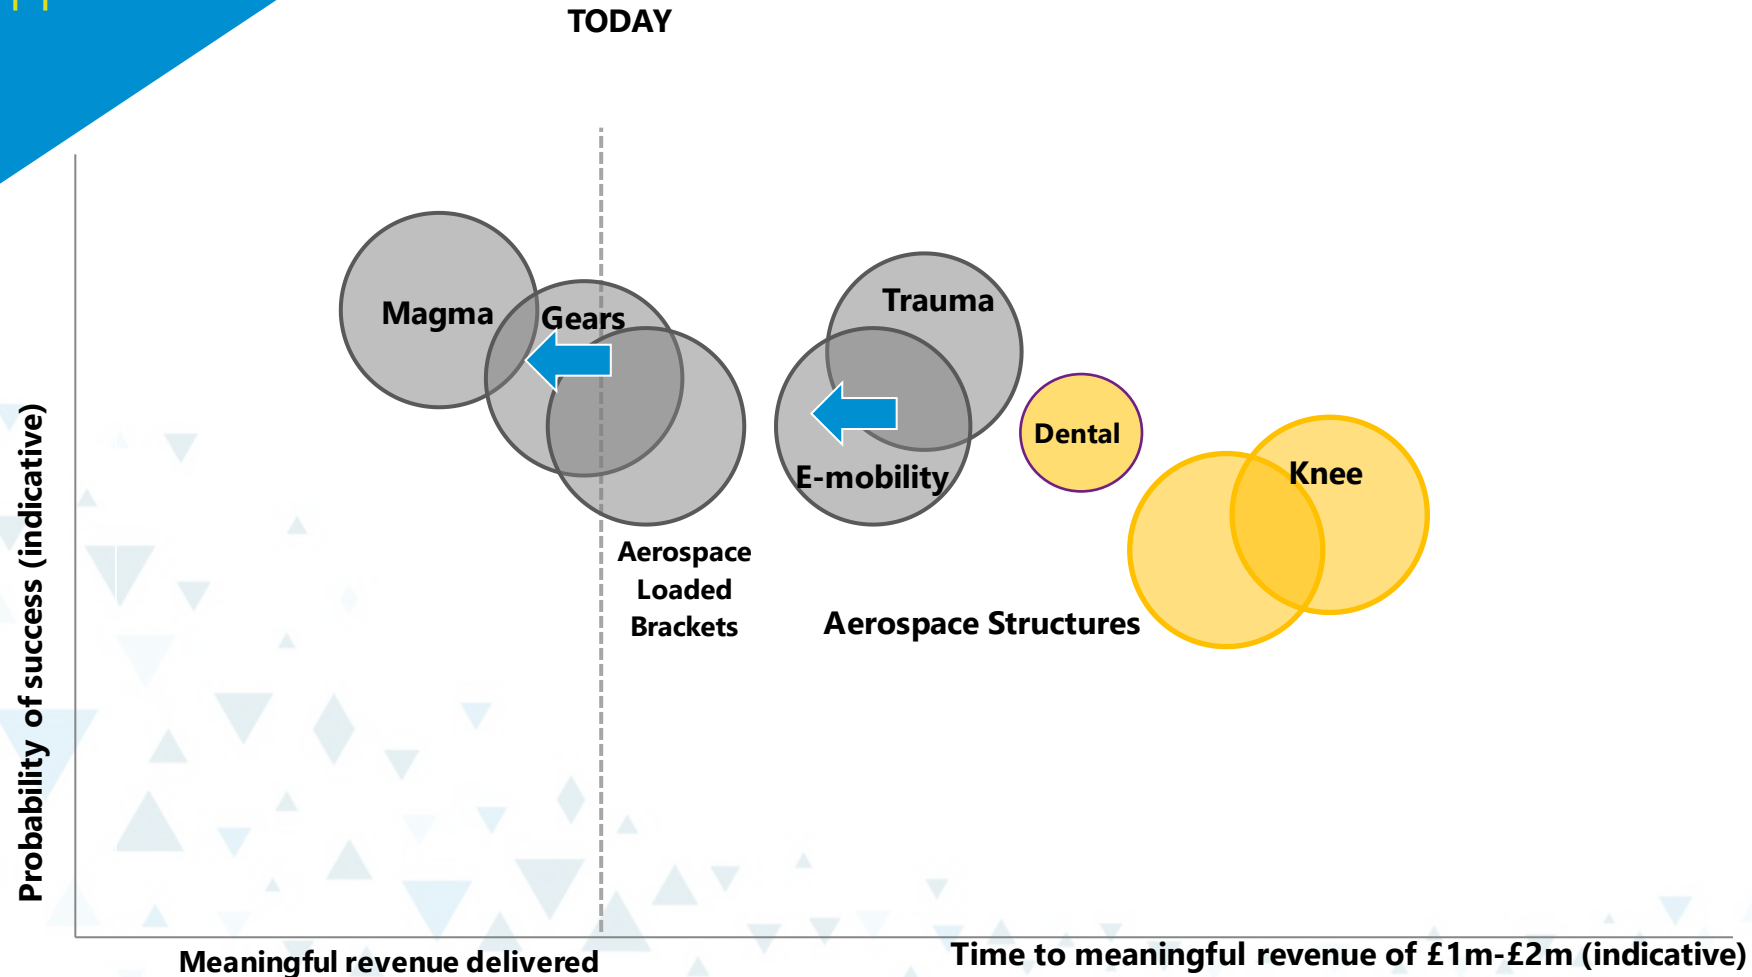 TODAY
Magma
Gears
Trauma
E-mobility
Dental
Knee
Aerospace
Loaded
Brackets
Aerospace Structures
Probability of success (indicative)
Meaningful revenue delivered
Time to meaningful revenue of £1m-£2m (indicative)